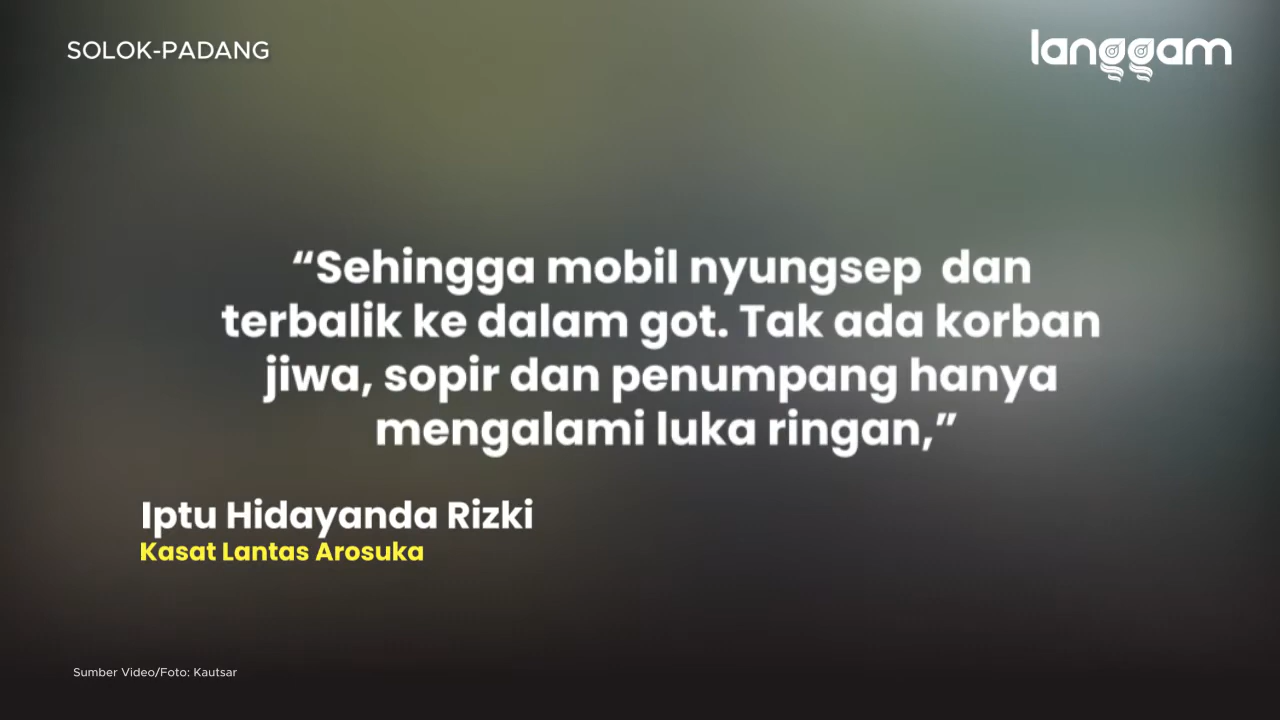 SOLOK-PADANG
langgam
“Sehingga mobil nyungsep dan
terbalik ke dalam got. Tak ada korban
jiwa, sopir dan penumpang hanya
mengalami luka ringan,”
Iptu Hidayanda Rizki
Kasat Lantas Arosuka
Sumber Video/Foto: Kautsar